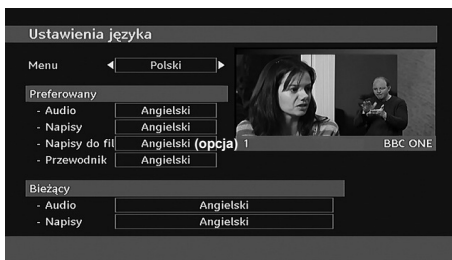 Ustawienia języka
Menu Polski
Preferowany
- Audio Angielski
- Napisy Angielski
- Napisy do fil Angielski (opcja) 1 BBC ONE
- Przewodnik Angielski
Bieżący
- Audio Angielski
- Napisy Angielski